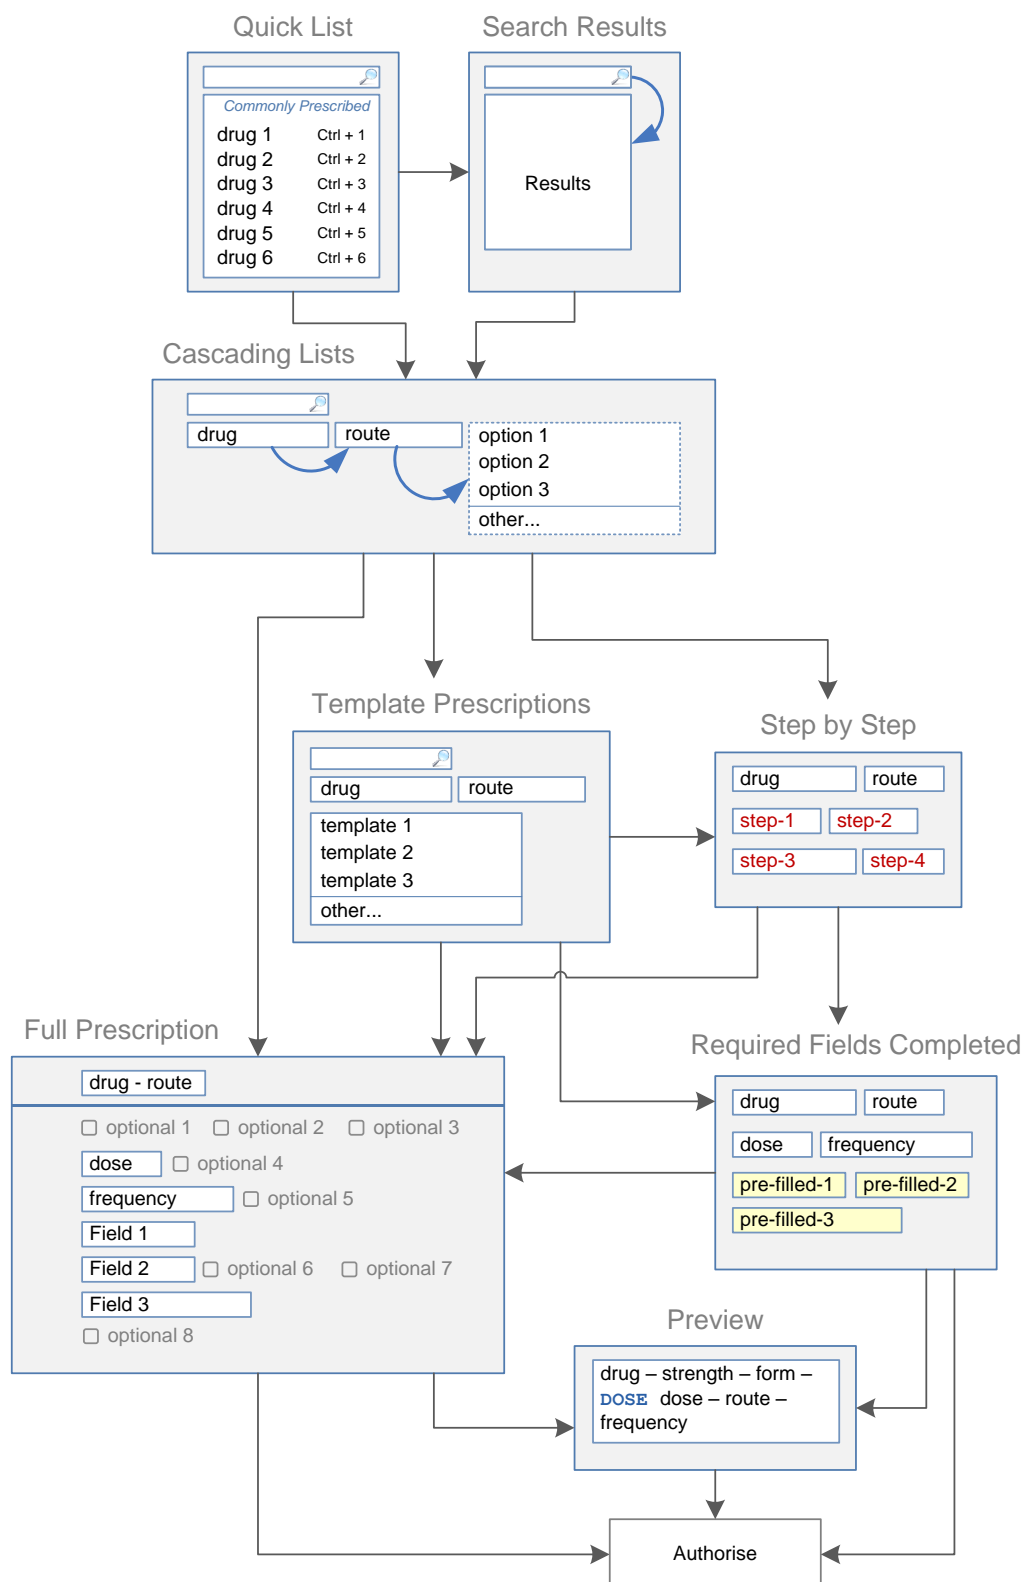 Quick List
Search Results
Commonly Prescribed
drug 1 Ctrl + 1
drug 2 Ctrl + 2
drug 3 Ctrl + 3
drug 4 Ctrl + 4
drug 5 Ctrl + 5
drug 6 Ctrl + 6
Results
Cascading Lists
drug
route
option 1
option 2
option 3
other...
Template Prescriptions
drug
route
template 1
template 2
template 3
other...
Step by Step
drug
route
step-1
step-2
step-3
step-4
Full Prescription
drug - route
optional 1 optional 2 optional 3
dose optional 4
frequency optional 5
Field 1
Field 2 optional 6 optional 7
Field 3
optional 8
Required Fields Completed
drug
route
dose
frequency
pre-filled-1
pre-filled-2
pre-filled-3
Preview
drug – strength – form –
DOSE dose – route –
frequency
Authorise